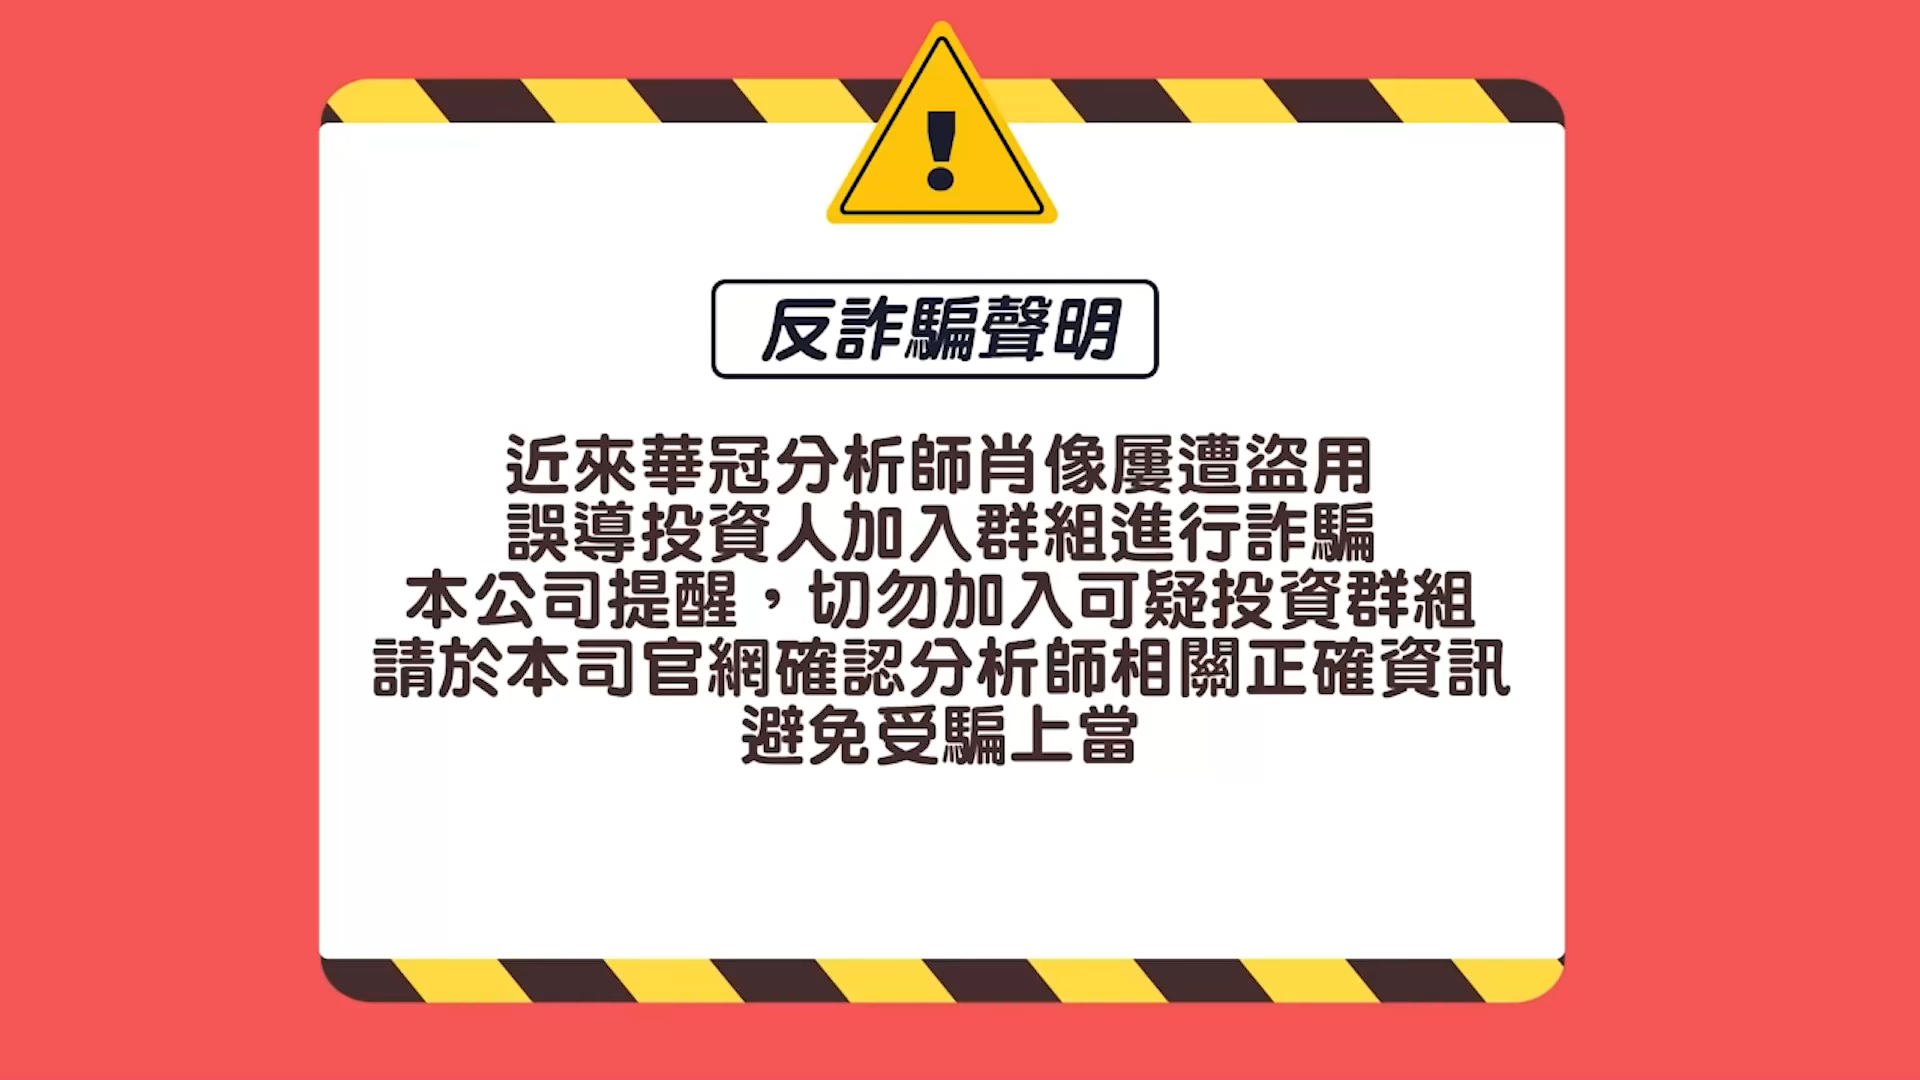 反詐騙聲明
近來華冠分析師肖像屢遭盜用
誤導投資人加入群組進行詐騙
本公司提醒，切勿加入可疑投資群組
請於本司官網確認分析師相關正確資訊
避免受騙上當